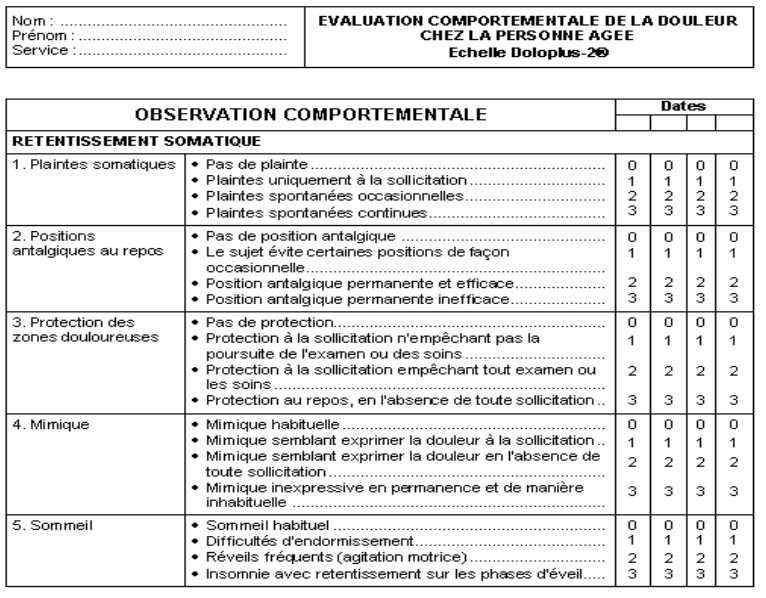 Nom : ................................................
Prénom : ............................................
Service : .............................................
EVALUATION COMPORTEMENTALE DE LA DOULEUR
CHEZ LA PERSONNE AGEE
Echelle Doloplus-2®
OBSERVATION COMPORTEMENTALE
Dates
RETENTISSEMENT SOMATIQUE
1. Plaintes somatiques
• Pas de plainte ................ 0 0 0 0
• Plaintes uniquement à la sollicitation ................ 1 1 1 1
• Plaintes spontanées occasionnelles ................ 2 2 2 2
• Plaintes spontanées continues ................ 3 3 3 3
2. Positions
antalgiques au repos
• Pas de position antalgique ................ 0 0 0 0
• Le sujet évite certaines positions de façon 1 1 1 1
occasionnelle ................
• Position antalgique permanente et efficace ................ 2 2 2 2
• Position antalgique permanente inefficace ................ 3 3 3 3
3. Protection des
zones douloureuses
• Pas de protection ................ 0 0 0 0
• Protection à la sollicitation n'empêchant pas la 1 1 1 1
poursuite de l'examen ou des soins ................
• Protection à la sollicitation empêchant tout examen ou 2 2 2 2
les soins ................
• Protection au repos, en l'absence de toute sollicitation .. 3 3 3 3
4. Mimique
• Mimique habituelle ................ 0 0 0 0
• Mimique semblant exprimer la douleur à la sollicitation .. 1 1 1 1
• Mimique semblant exprimer la douleur en l'absence de 2 2 2 2
toute sollicitation ................
• Mimique inexpressive en permanence et de manière 3 3 3 3
inhabituelle ................
5. Sommeil
• Sommeil habituel ................ 0 0 0 0
• Difficultés d'endormissement ................ 1 1 1 1
• Réveils fréquents (agitation motrice) ................ 2 2 2 2
• Insomnie avec retentissement sur les phases d'éveil ..... 3 3 3 3